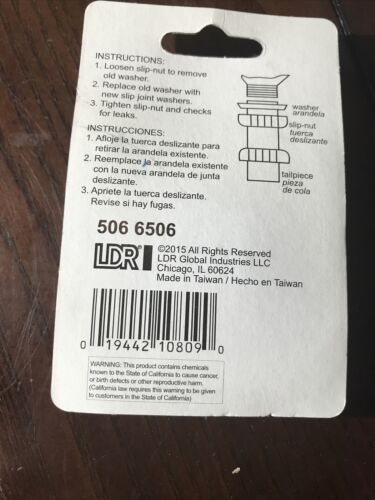 INSTRUCTIONS:
1. Loosen slip-nut to remove
old washer.
2. Replace old washer with
new slip joint washers.
3. Tighten slip-nut and checks
for leaks.
INSTRUCCIONES:
1. Afloje la tuerca deslizante para
retirar la arandela existente.
2. Reemplace la arandela existente
con la nueva arandela de junta
deslizante.
3. Apriete la tuerca deslizante.
Revise si hay fugas.
washer
arandela
slip-nut
tuerca
deslizante
tailpiece
pieza
de cola
506 6506
LDR
©2015 All Rights Reserved
LDR Global Industries LLC
Chicago, IL 60624
Made in Taiwan / Hecho en Taiwan
0 19442 10809 0
WARNING: This product contains chemicals
known to the State of California to cause cancer,
or birth defects or other reproductive harm.
(California law requires this warning to be given
to customers in the State of California)